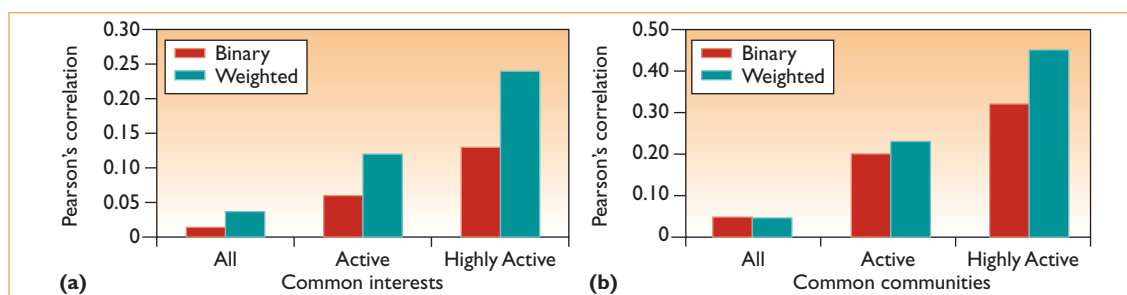 0.30
0.25
0.20
0.15
0.10
0.05
0
Pearson's correlation
Binary
Weighted
All Active Highly Active
(a) Common interests
0.50
0.40
0.30
0.20
0.10
0
Pearson's correlation
Binary
Weighted
All Active Highly Active
(b) Common communities